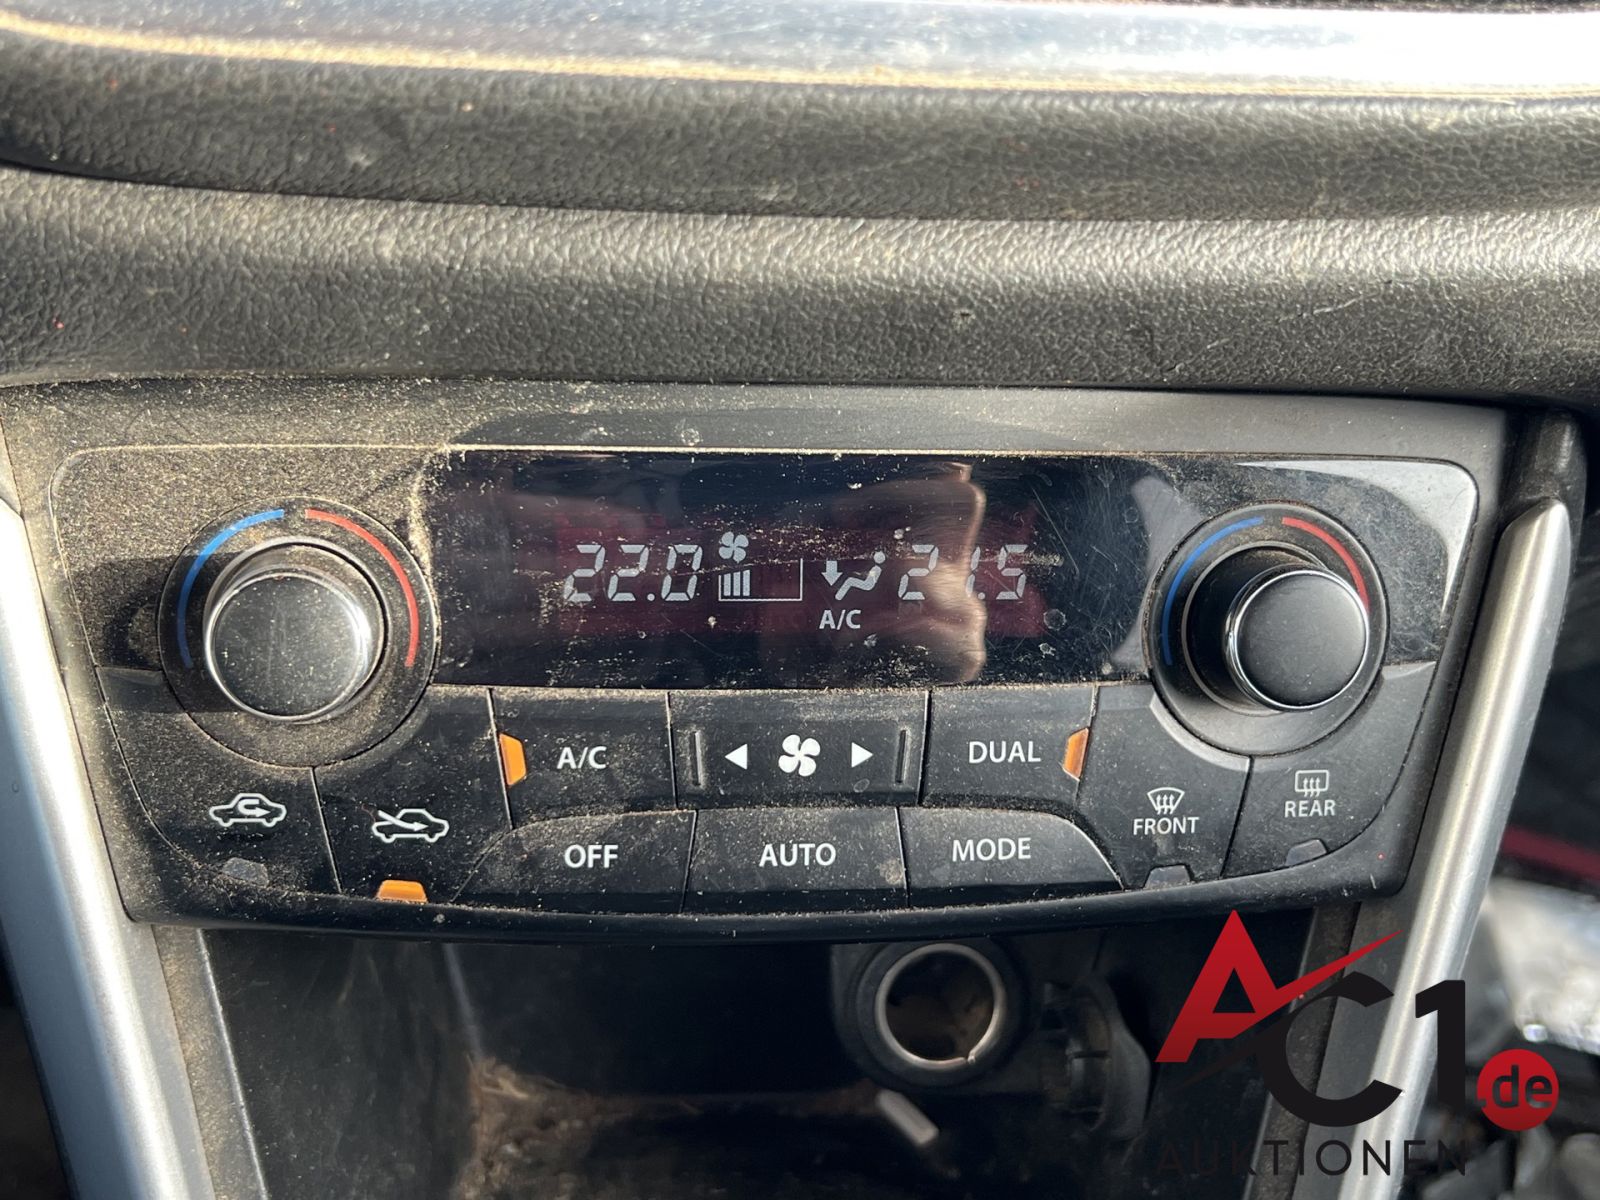 22.0 21.5
A/C
A/C DUAL
OFF AUTO MODE FRONT REAR
AC1.de
AUKTIONEN